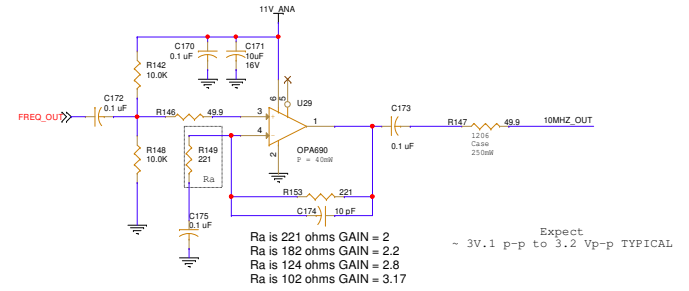 11V_ANA
C170
0.1 uF
C171
10uF
16V
R142
10.0K
C172
0.1 uF
FREQ_OUT
R146
49.9
6
5
U29
3
4
1
2
OPA690
P = 40mW
C173
0.1 uF
R147
49.9
10MHZ_OUT
1206
Case
250mW
R148
10.0K
R149
221
Ra
R153
221
C174
10 pF
C175
0.1 uF
Ra is 221 ohms GAIN = 2
Ra is 182 ohms GAIN = 2.2
Ra is 124 ohms GAIN = 2.8
Ra is 102 ohms GAIN = 3.17
Expect
~ 3V.1 p-p to 3.2 Vp-p TYPICAL